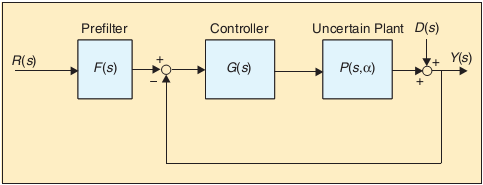 Prefilter
Controller
Uncertain Plant
D(s)
R(s)
F(s)
+
−
G(s)
P(s,α)
+
+
Y(s)